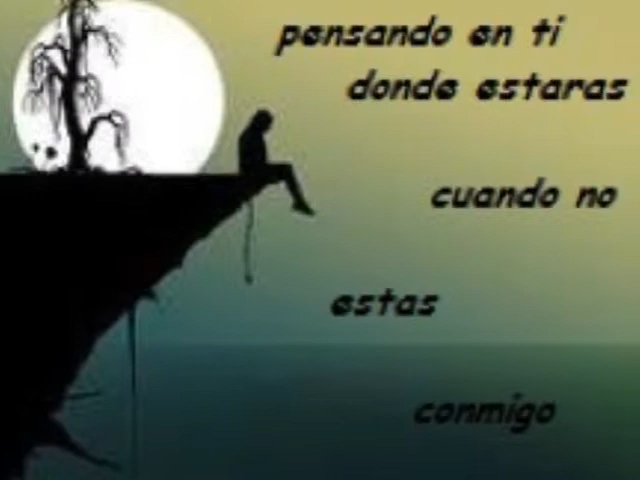 pensando en ti
donde estaras
cuando no
estas
conmigo